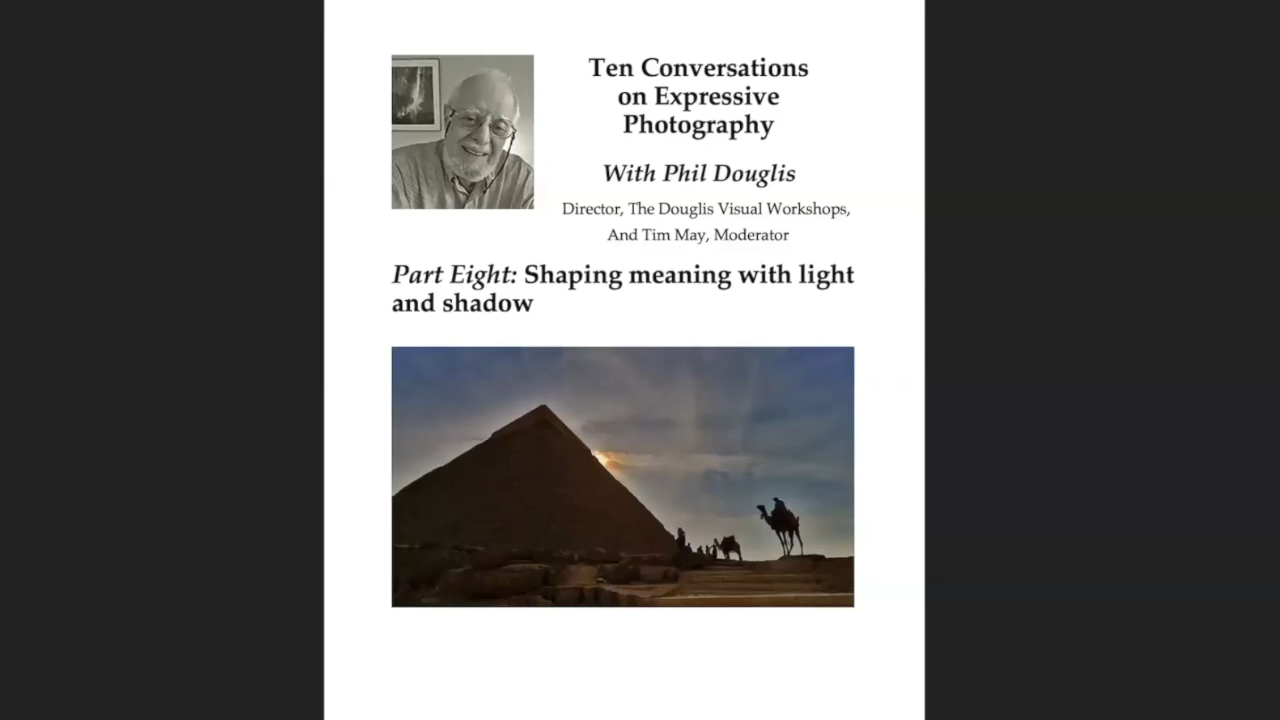 Ten Conversations
on Expressive
Photography
With Phil Douglis
Director, The Douglis Visual Workshops,
And Tim May, Moderator
Part Eight: Shaping meaning with light
and shadow